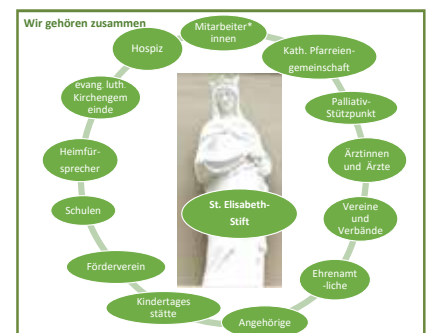 Wir gehören zusammen
Mitarbeiter*
innen
Kath. Pfarreien-
gemeinschaft
Palliativ-
Stützpunkt
Ärztinnen
und Ärzte
Vereine
und
Verbände
Ehrenamt
-liche
Angehörige
Kindertages
stätte
Förderverein
Schulen
Heimfür-
sprecher
evang. luth.
Kirchengem
einde
Hospiz
St. Elisabeth-
Stift